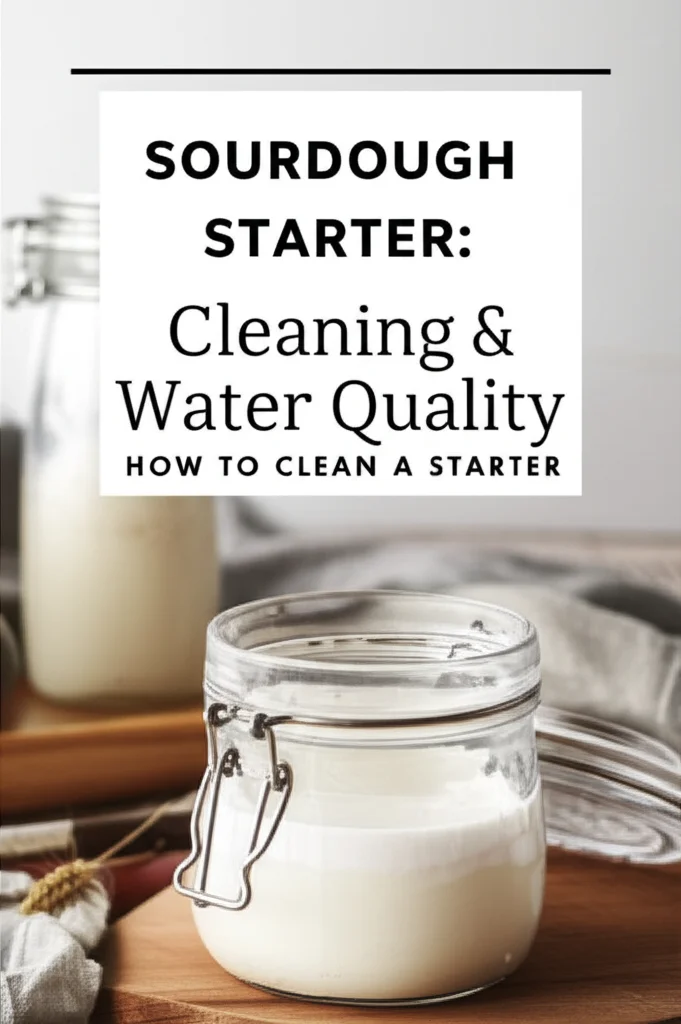 SOURDOUGH
STARTER:
Cleaning &
Water Quality
HOW TO CLEAN A STARTER